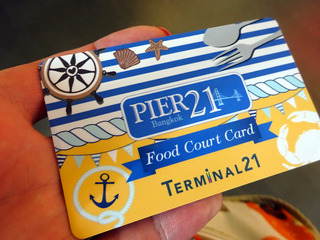 PIER21
Bangkok
Food Court Card
TERMINAL21